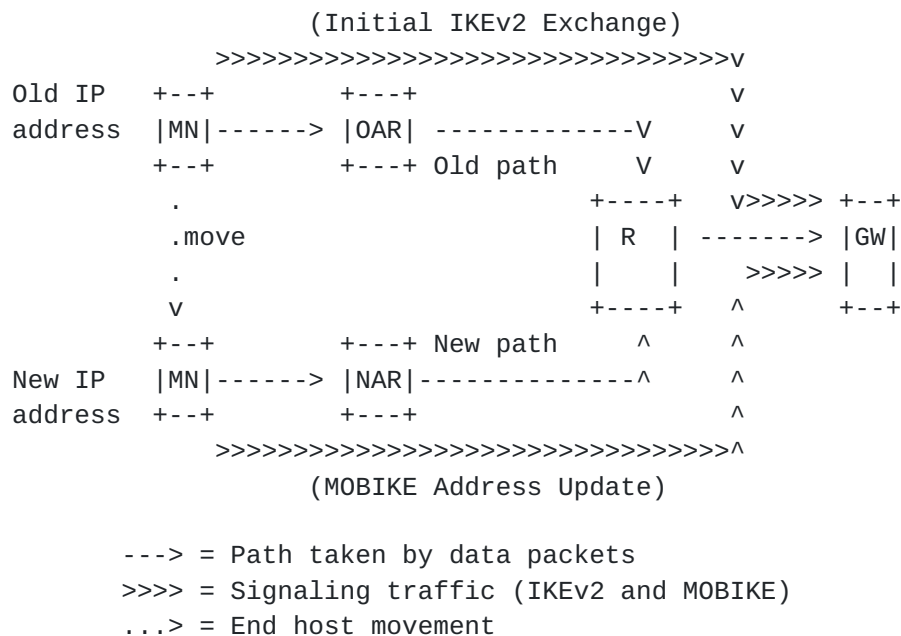 (Initial IKEv2 Exchange)
             >>>>>>>>>>>>>>>>>>>>>>>>>>>>>>>>>v
Old IP   +--+        +---+                    v
address  |MN|------> |OAR| -------------V     v
         +--+        +---+ Old path     V     v
          .                          +----+   v>>>>> +--+
          .move                      | R  | -------> |GW|
          .                          |    |    >>>>> |  |
          v                          +----+   ^      +--+
         +--+        +---+ New path     ^     ^
New IP   |MN|------> |NAR|--------------^     ^
address  +--+        +---+                    ^
             >>>>>>>>>>>>>>>>>>>>>>>>>>>>>>>>>^
                   (MOBIKE Address Update)

       ---> = Path taken by data packets
       >>>> = Signaling traffic (IKEv2 and MOBIKE)
       ...> = End host movement